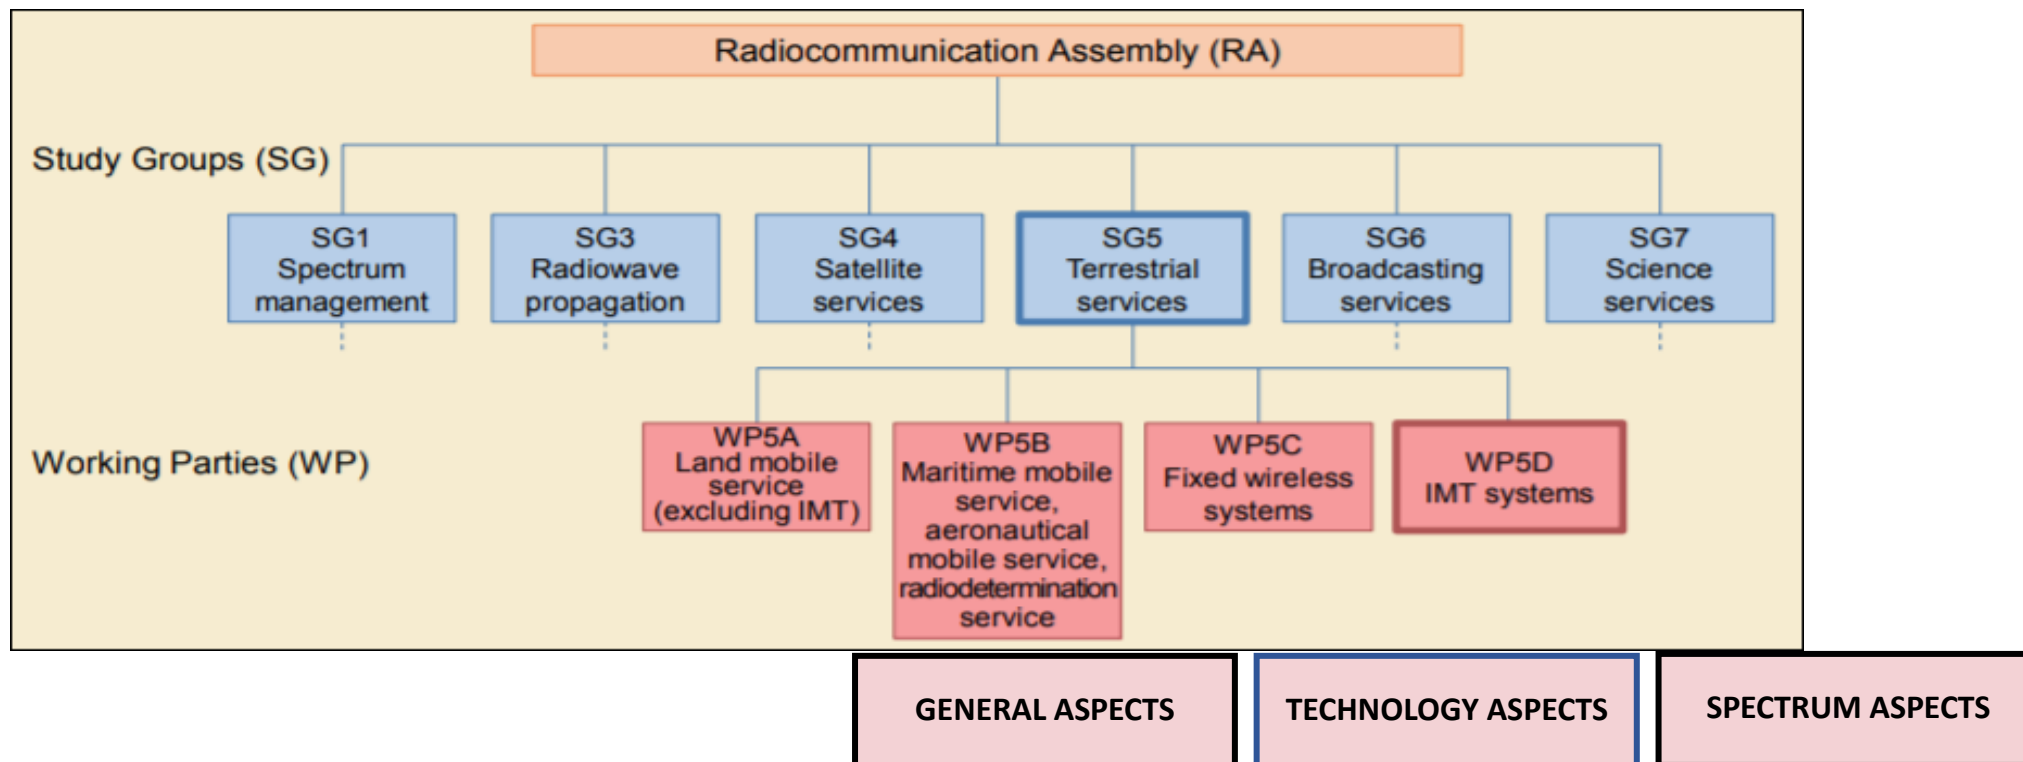 Radiocommunication Assembly (RA)
Study Groups (SG)
SG1
Spectrum
management
SG3
Radiowave
propagation
SG4
Satellite
services
SG5
Terrestrial
services
SG6
Broadcasting
services
SG7
Science
services
Working Parties (WP)
WP5A
Land mobile
service
(excluding IMT)
WP5B
Maritime mobile
service,
aeronautical
mobile service,
radiodetermination
service
WP5C
Fixed wireless
systems
WP5D
IMT systems
GENERAL ASPECTS
TECHNOLOGY ASPECTS
SPECTRUM ASPECTS